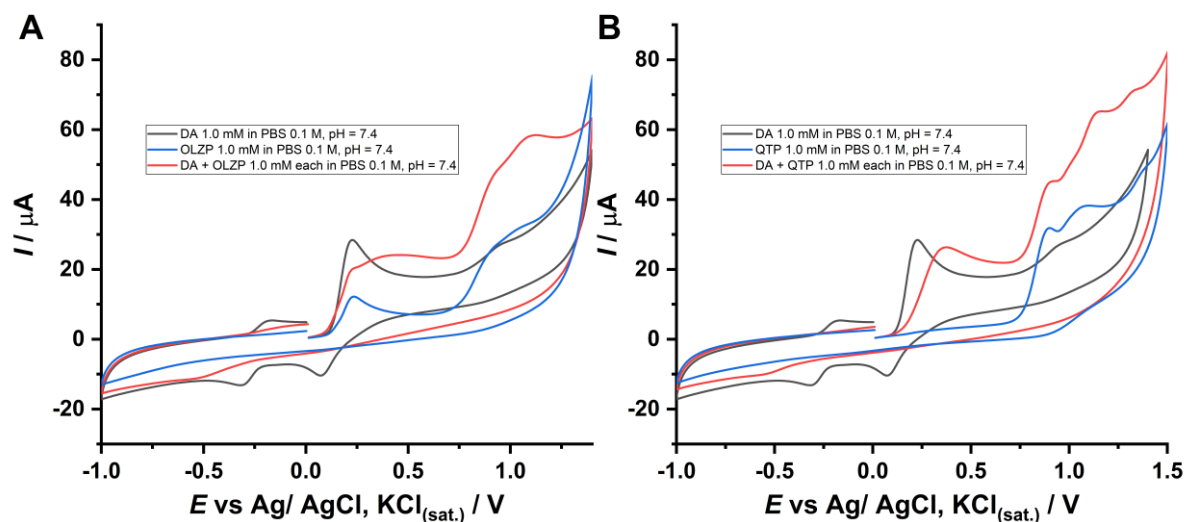 A
I / μA
80
60
40
20
0
-20
DA 1.0 mM in PBS 0.1 M, pH = 7.4
OLZP 1.0 mM in PBS 0.1 M, pH = 7.4
DA + OLZP 1.0 mM each in PBS 0.1 M, pH = 7.4
-1.0 -0.5 0.0 0.5 1.0
E vs Ag/ AgCl, KCl(sat.) / V
B
I / μA
80
60
40
20
0
-20
DA 1.0 mM in PBS 0.1 M, pH = 7.4
QTP 1.0 mM in PBS 0.1 M, pH = 7.4
DA + QTP 1.0 mM each in PBS 0.1 M, pH = 7.4
-1.0 -0.5 0.0 0.5 1.0 1.5
E vs Ag/ AgCl, KCl(sat.) / V